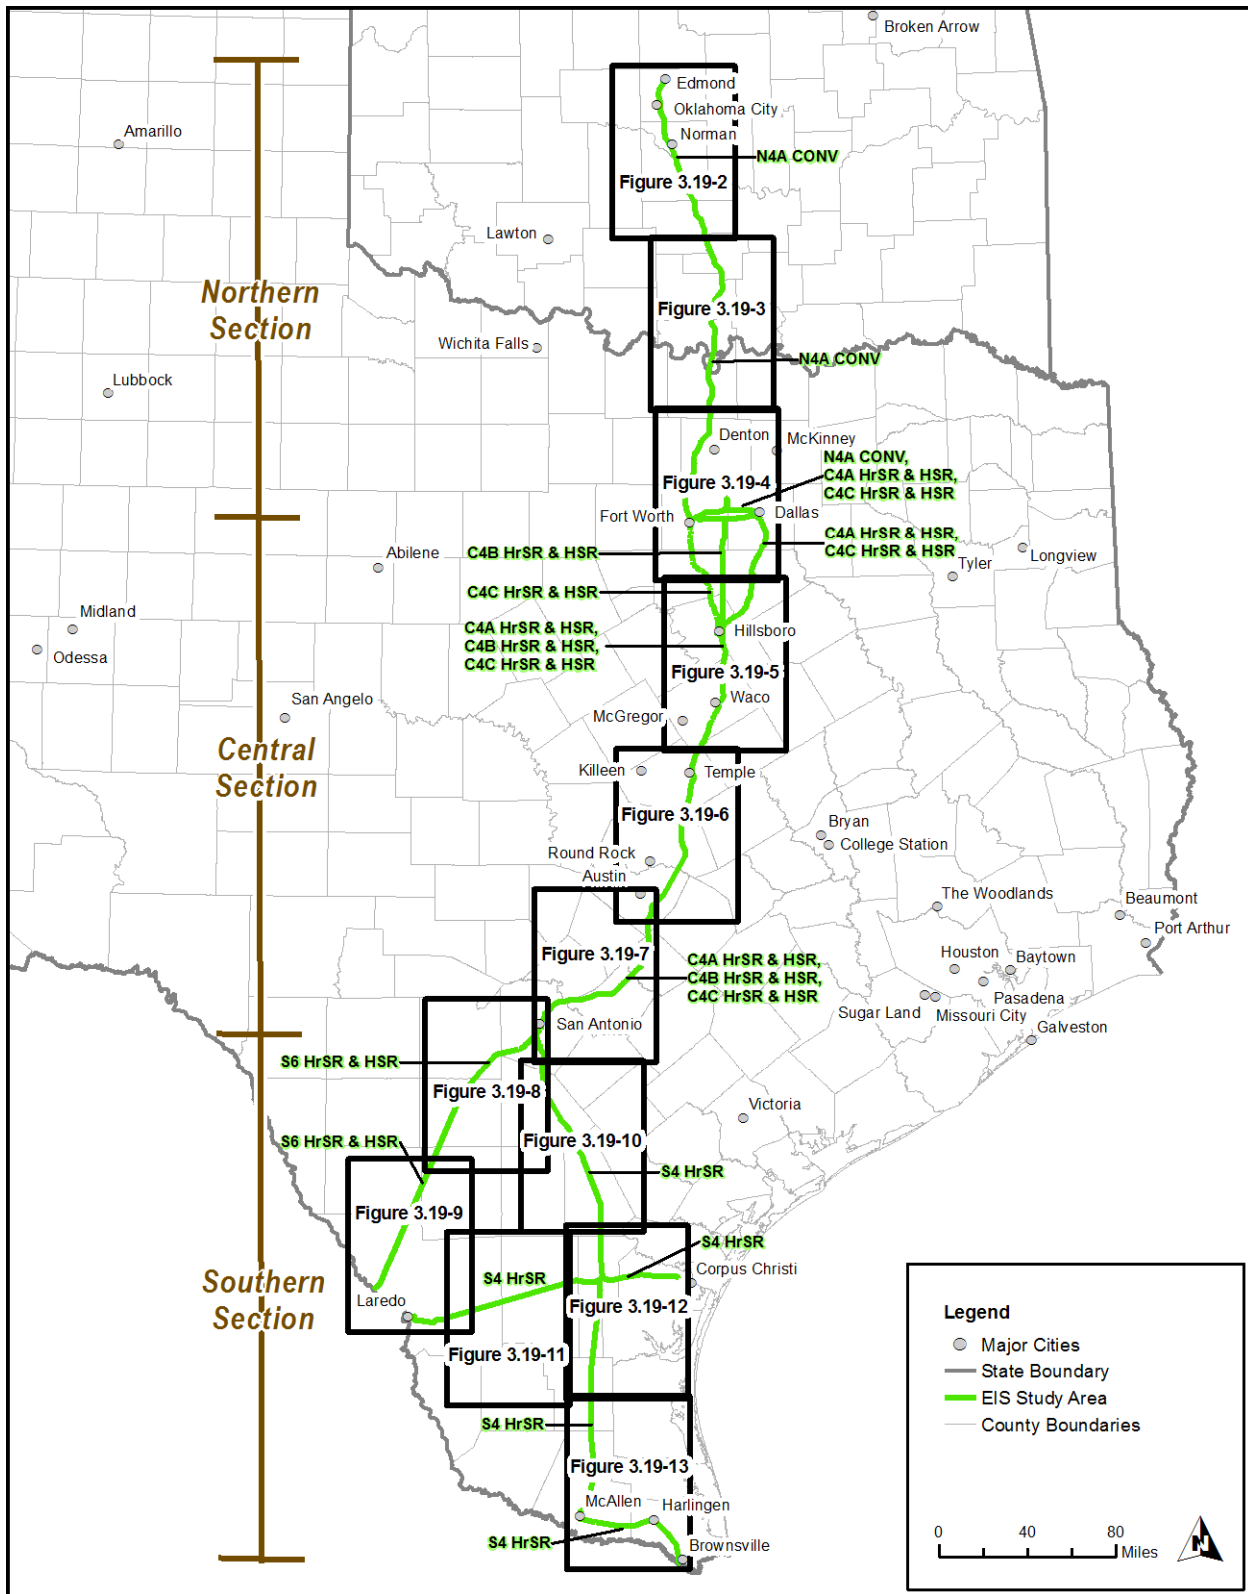 Broken Arrow
Edmond
Oklahoma City
Amarillo
Norman
N4A CONV
Figure 3.19-2
Lawton
Northern
Section
Figure 3.19-3
Wichita Falls
N4A CONV
Lubbock
Denton
McKinney
N4A CONV,
C4A HrSR & HSR,
C4C HrSR & HSR
Figure 3.19-4
Fort Worth
Dallas
C4A HrSR & HSR,
C4C HrSR & HSR
C4B HrSR & HSR
Abilene
Longview
Tyler
C4C HrSR & HSR
Midland
Odessa
C4A HrSR & HSR,
C4B HrSR & HSR,
C4C HrSR & HSR
Hillsboro
Figure 3.19-5
San Angelo
Waco
McGregor
Central
Section
Killeen
Temple
Figure 3.19-6
Bryan
College Station
Round Rock
Austin
The Woodlands
Beaumont
Port Arthur
Figure 3.19-7
C4A HrSR & HSR,
C4B HrSR & HSR,
C4C HrSR & HSR
Houston
Baytown
Pasadena
Sugar Land
Missouri City
Galveston
San Antonio
S6 HrSR & HSR
Figure 3.19-8
Victoria
S6 HrSR & HSR
Figure 3.19-10
S4 HrSR
Figure 3.19-9
S4 HrSR
Southern
Section
S4 HrSR
Corpus Christi
Laredo
Figure 3.19-12
Figure 3.19-11
S4 HrSR
Figure 3.19-13
McAllen
Harlingen
S4 HrSR
Brownsville
Legend
Major Cities
State Boundary
EIS Study Area
County Boundaries
0 40 80
Miles
N